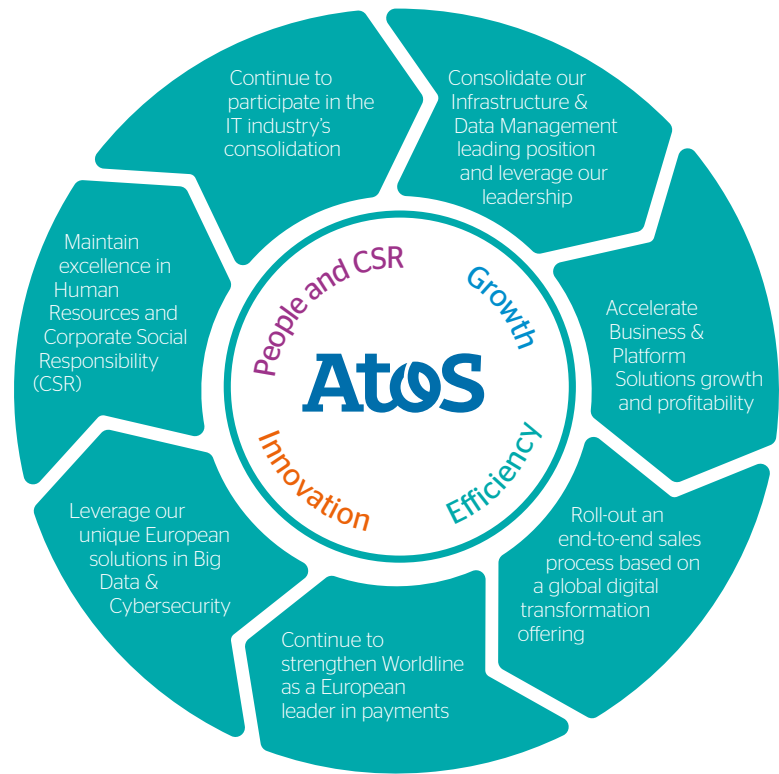 Continue to
participate in the
IT industry's
consolidation
Consolidate our
Infrastructure &
Data Management
leading position
and leverage our
leadership
Accelerate
Business &
Platform
Solutions growth
and profitability
Roll-out an
end-to-end sales
process based on
a global digital
transformation
offering
Continue to
strengthen Worldline
as a European
leader in payments
Leverage our
unique European
solutions in Big
Data &
Cybersecurity
Maintain
excellence in
Human
Resources and
Corporate Social
Responsibility
(CSR)
People and CSR
Growth
Atos
Innovation
Efficiency